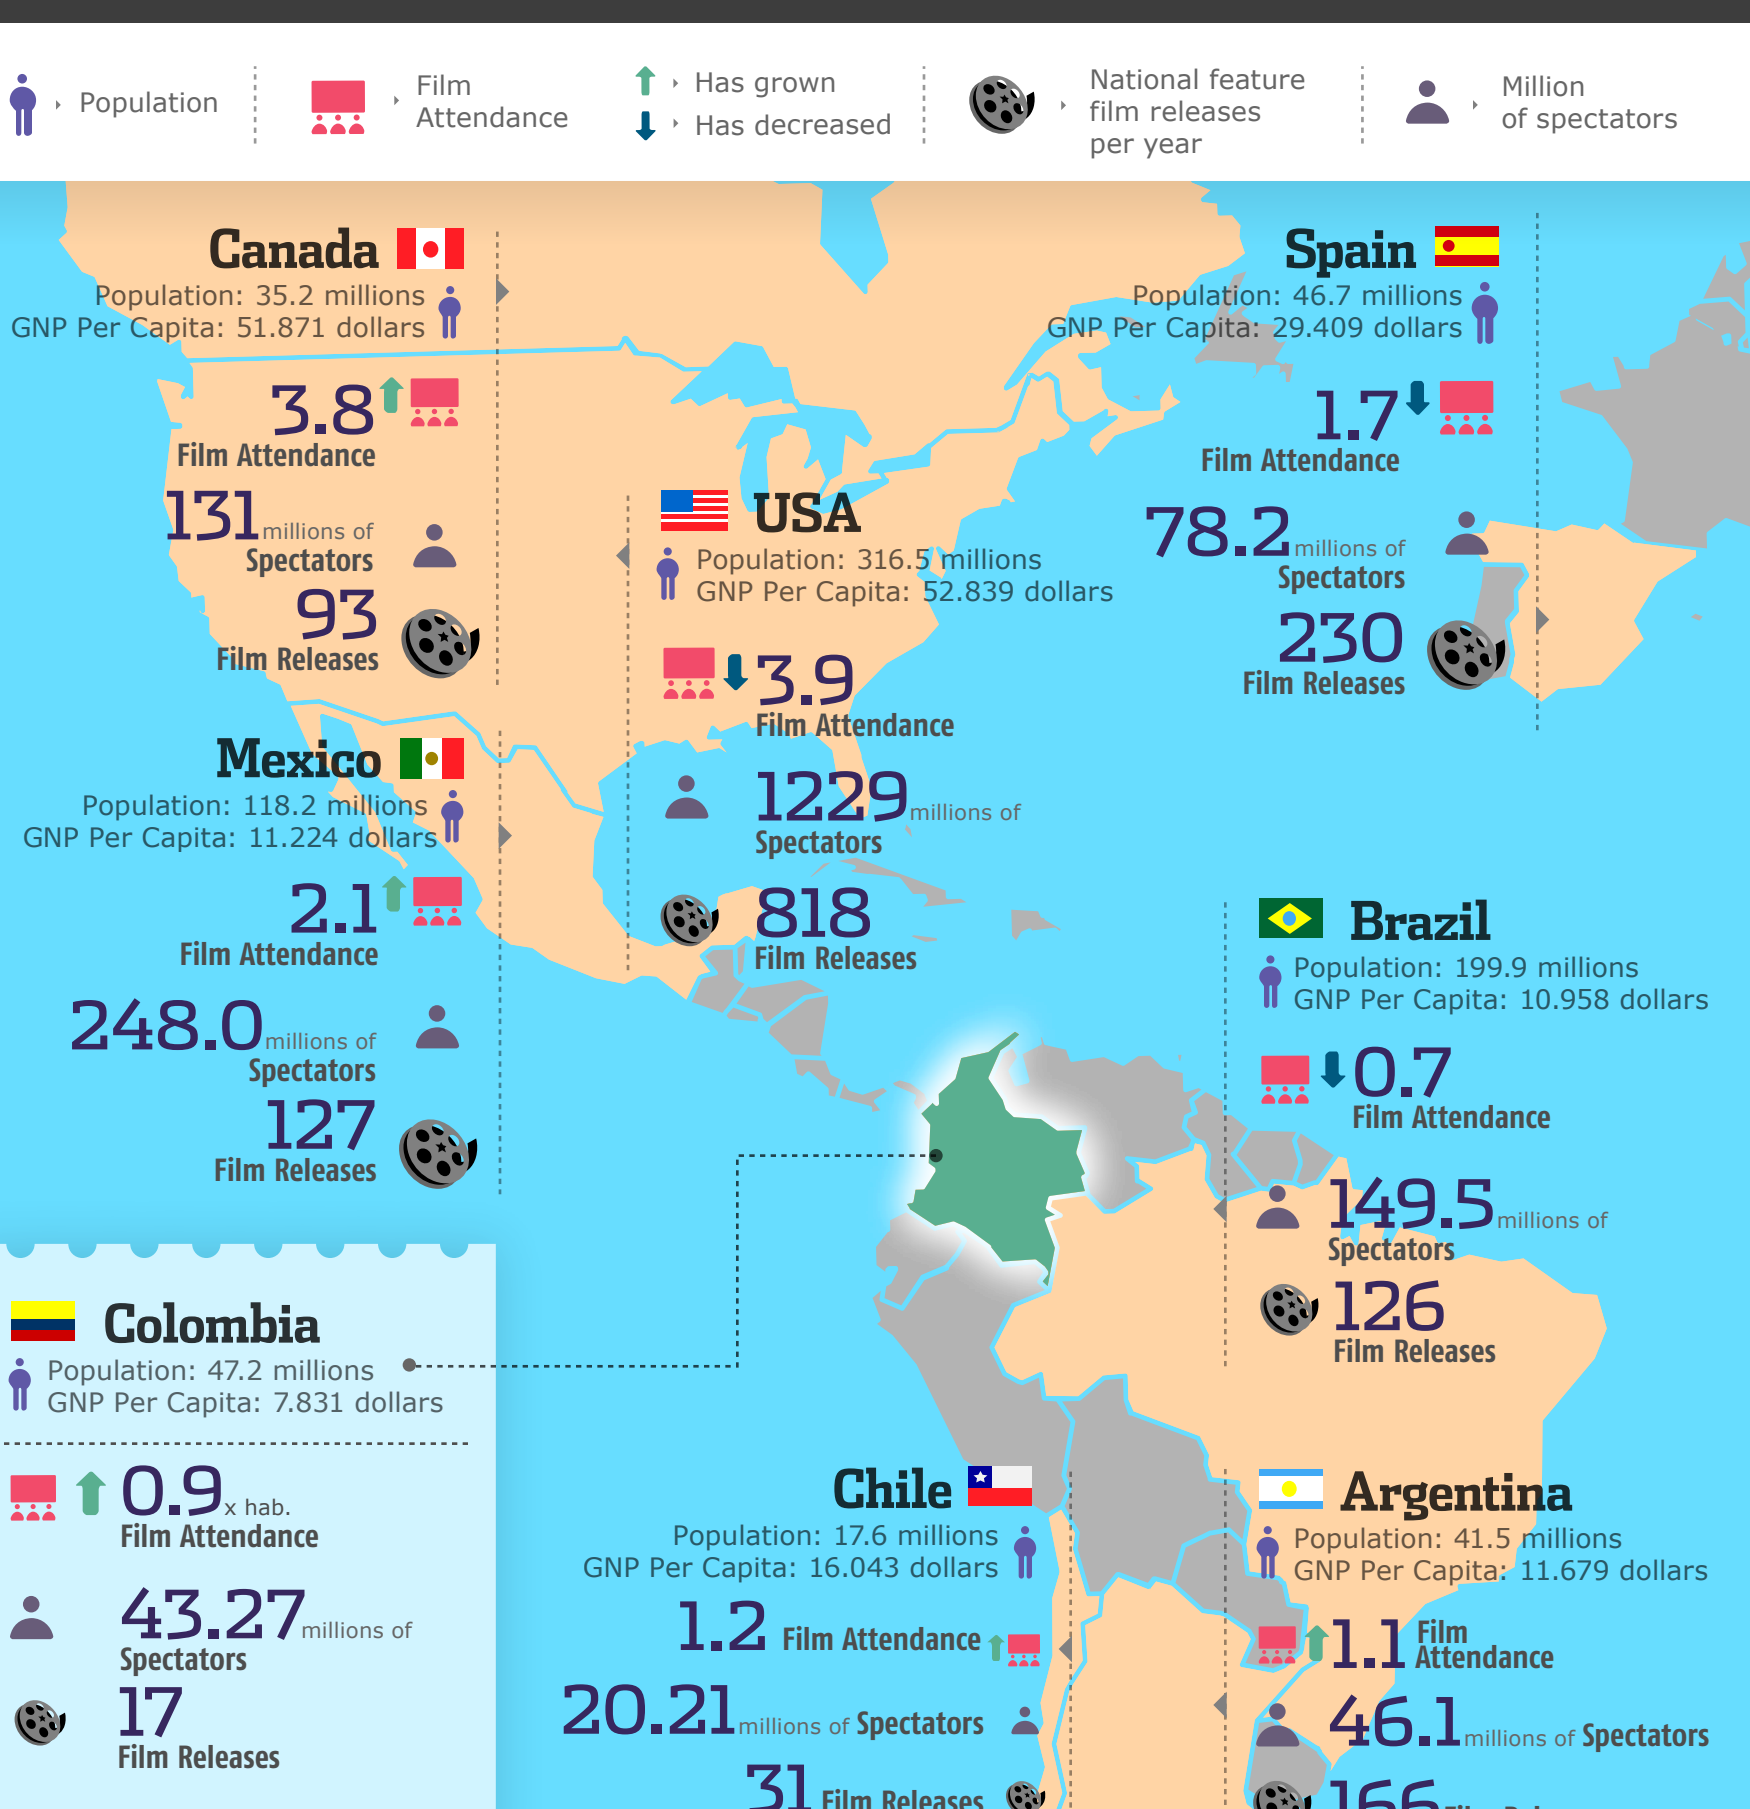 Population
Film
Attendance
Has grown
Has decreased
National feature
film releases
per year
Million
of spectators
Canada
Population: 35.2 millions
GNP Per Capita: 51.871 dollars
3.8
Film Attendance
131 millions of
Spectators
93
Film Releases
Spain
Population: 46.7 millions
GNP Per Capita: 29.409 dollars
1.7
Film Attendance
78.2 millions of
Spectators
230
Film Releases
USA
Population: 316.5 millions
GNP Per Capita: 52.839 dollars
3.9
Film Attendance
1229 millions of
Spectators
818
Film Releases
Mexico
Population: 118.2 millions
GNP Per Capita: 11.224 dollars
2.1
Film Attendance
248.0 millions of
Spectators
127
Film Releases
Brazil
Population: 199.9 millions
GNP Per Capita: 10.958 dollars
0.7
Film Attendance
149.5 millions of
Spectators
126
Film Releases
Colombia
Population: 47.2 millions
GNP Per Capita: 7.831 dollars
0.9 x hab.
Film Attendance
43.27 millions of
Spectators
17
Film Releases
Chile
Population: 17.6 millions
GNP Per Capita: 16.043 dollars
1.2 Film Attendance
20.21 millions of Spectators
31 Film Releases
Argentina
Population: 41.5 millions
GNP Per Capita: 11.679 dollars
1.1 Film
Attendance
46.1 millions of Spectators
166